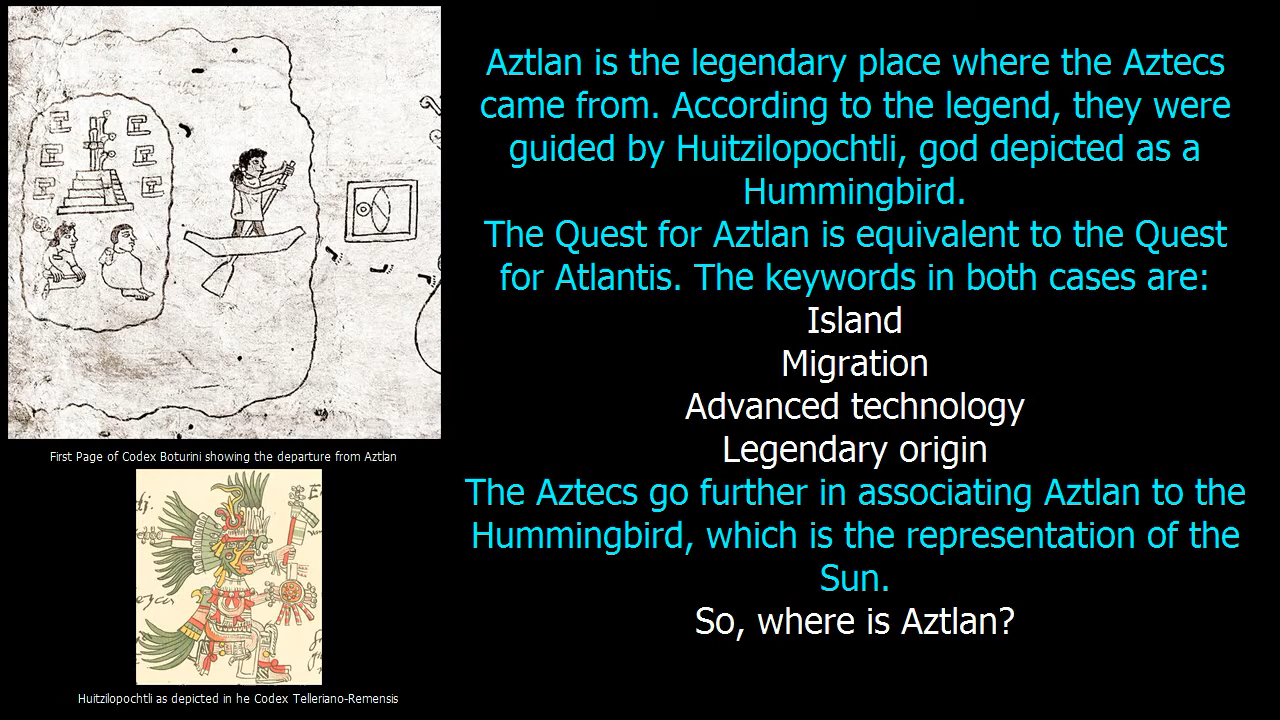 Aztlan is the legendary place where the Aztecs
came from. According to the legend, they were
guided by Huitzilopochtli, god depicted as a
Hummingbird.
The Quest for Aztlan is equivalent to the Quest
for Atlantis. The keywords in both cases are:
Island
Migration
Advanced technology
Legendary origin
The Aztecs go further in associating Aztlan to the
Hummingbird, which is the representation of the
Sun.
So, where is Aztlan?
First Page of Codex Boturini showing the departure from Aztlan
Huitzilopochtli as depicted in he Codex Telleriano-Remensis